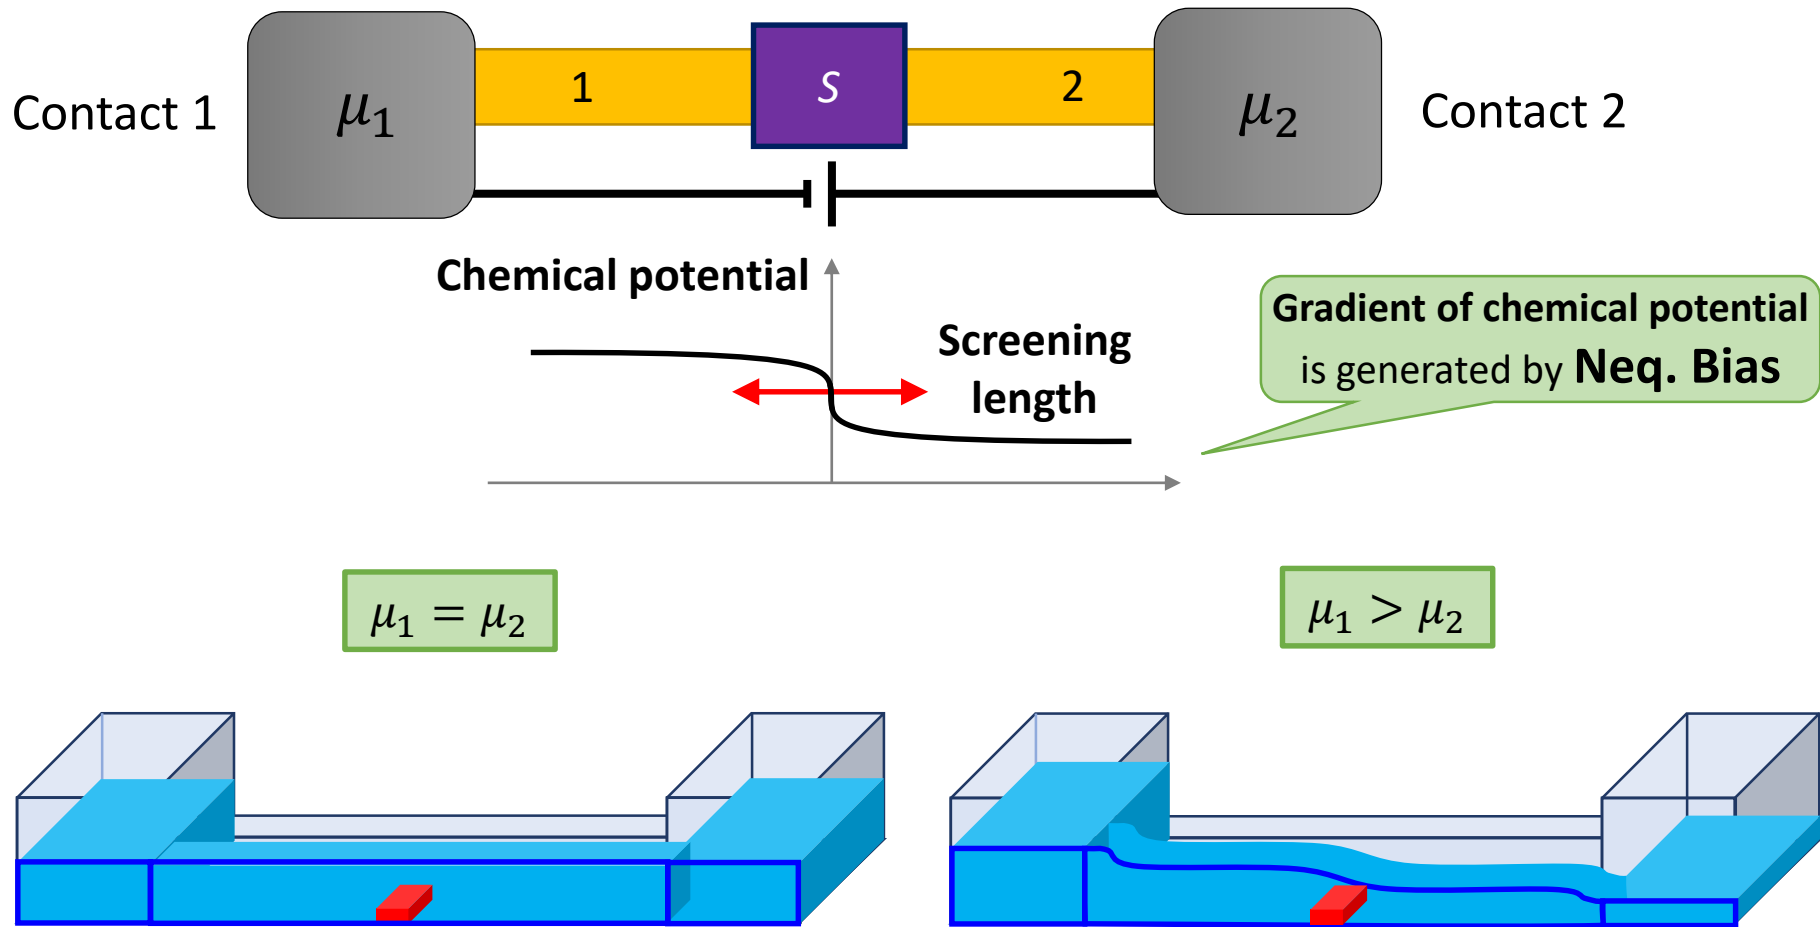 Contact 1
μ₁
1
S
2
μ₂
Contact 2
Chemical potential
Screening
length
Gradient of chemical potential
is generated by Neq. Bias
μ₁ = μ₂
μ₁ > μ₂